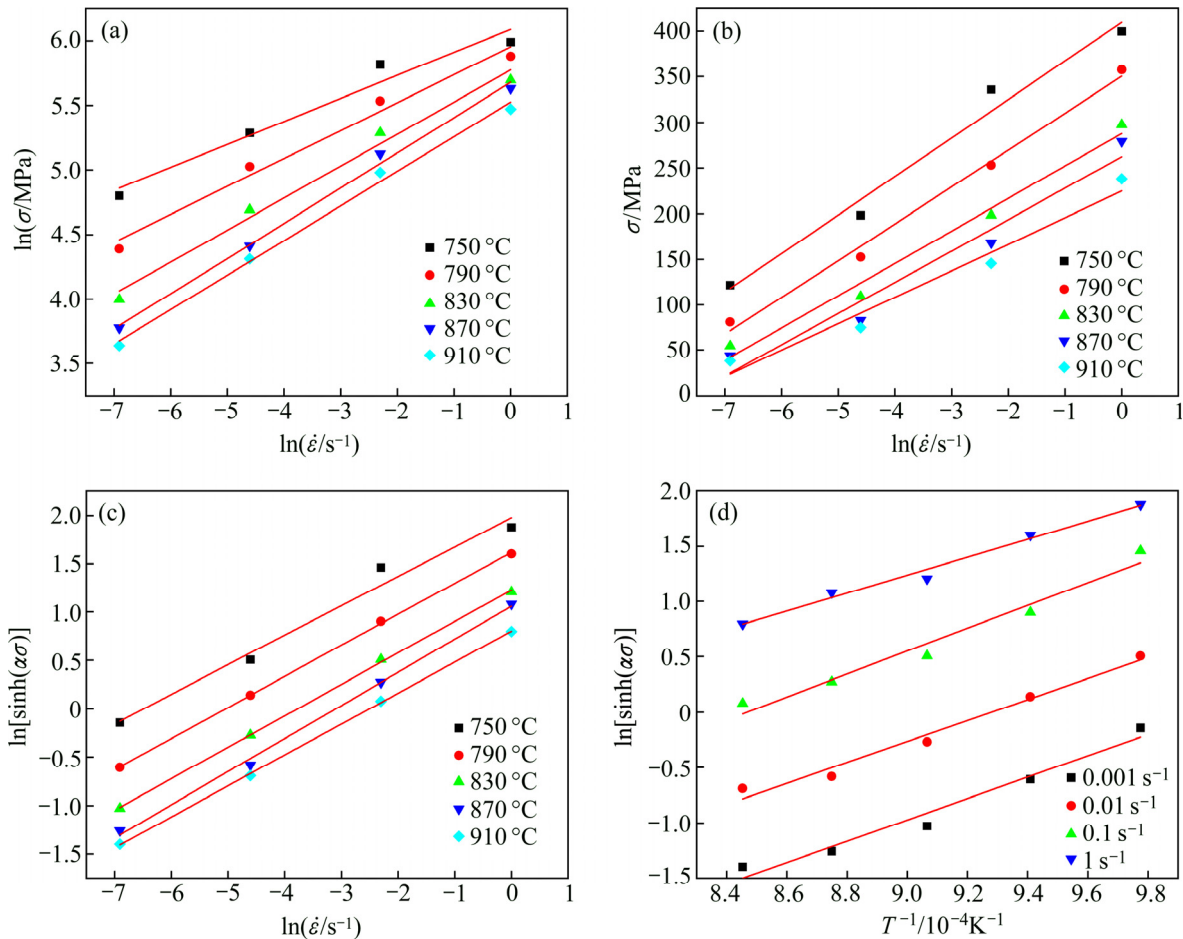 (a)
6.0
5.5
5.0
4.5
4.0
3.5
ln(σ/MPa)
750 °C
790 °C
830 °C
870 °C
910 °C
−7 −6 −5 −4 −3 −2 −1 0 1
ln(ε̇/s⁻¹)
(b)
400
350
300
250
200
150
100
50
0
σ/MPa
750 °C
790 °C
830 °C
870 °C
910 °C
−7 −6 −5 −4 −3 −2 −1 0 1
ln(ε̇/s⁻¹)
(c)
2.0
1.5
1.0
0.5
0
−0.5
−1.0
−1.5
ln[sinh(ασ)]
750 °C
790 °C
830 °C
870 °C
910 °C
−7 −6 −5 −4 −3 −2 −1 0 1
ln(ε̇/s⁻¹)
(d)
2.0
1.5
1.0
0.5
0
−0.5
−1.0
−1.5
ln[sinh(ασ)]
0.001 s⁻¹
0.01 s⁻¹
0.1 s⁻¹
1 s⁻¹
8.4 8.6 8.8 9.0 9.2 9.4 9.6 9.8
T⁻¹/10⁻⁴K⁻¹